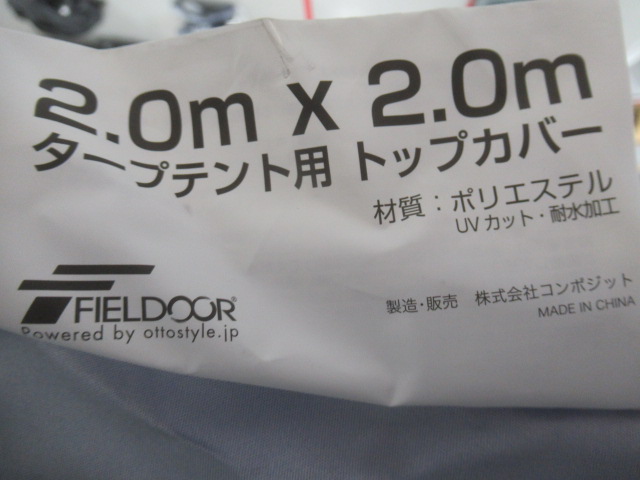 2.0m x 2.0m
タープテント用 トップカバー
材質：ポリエステル
UVカット・耐水加工
FIELDOOR®
Powered by ottostyle.jp
製造・販売 株式会社コンポジット
MADE IN CHINA